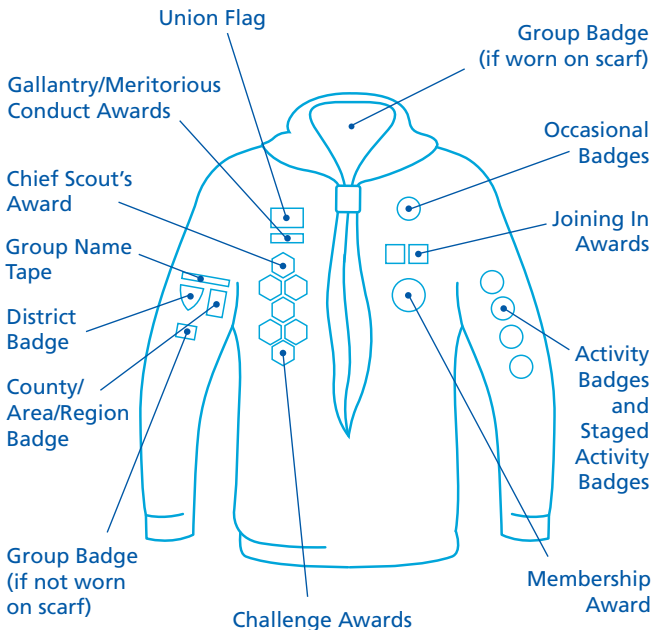 Union Flag
Group Badge
(if worn on scarf)
Gallantry/Meritorious
Conduct Awards
Occasional
Badges
Chief Scout's
Award
Joining In
Awards
Group Name
Tape
District
Badge
Activity
Badges
and
Staged
Activity
Badges
County/
Area/Region
Badge
Group Badge
(if not worn
on scarf)
Membership
Award
Challenge Awards